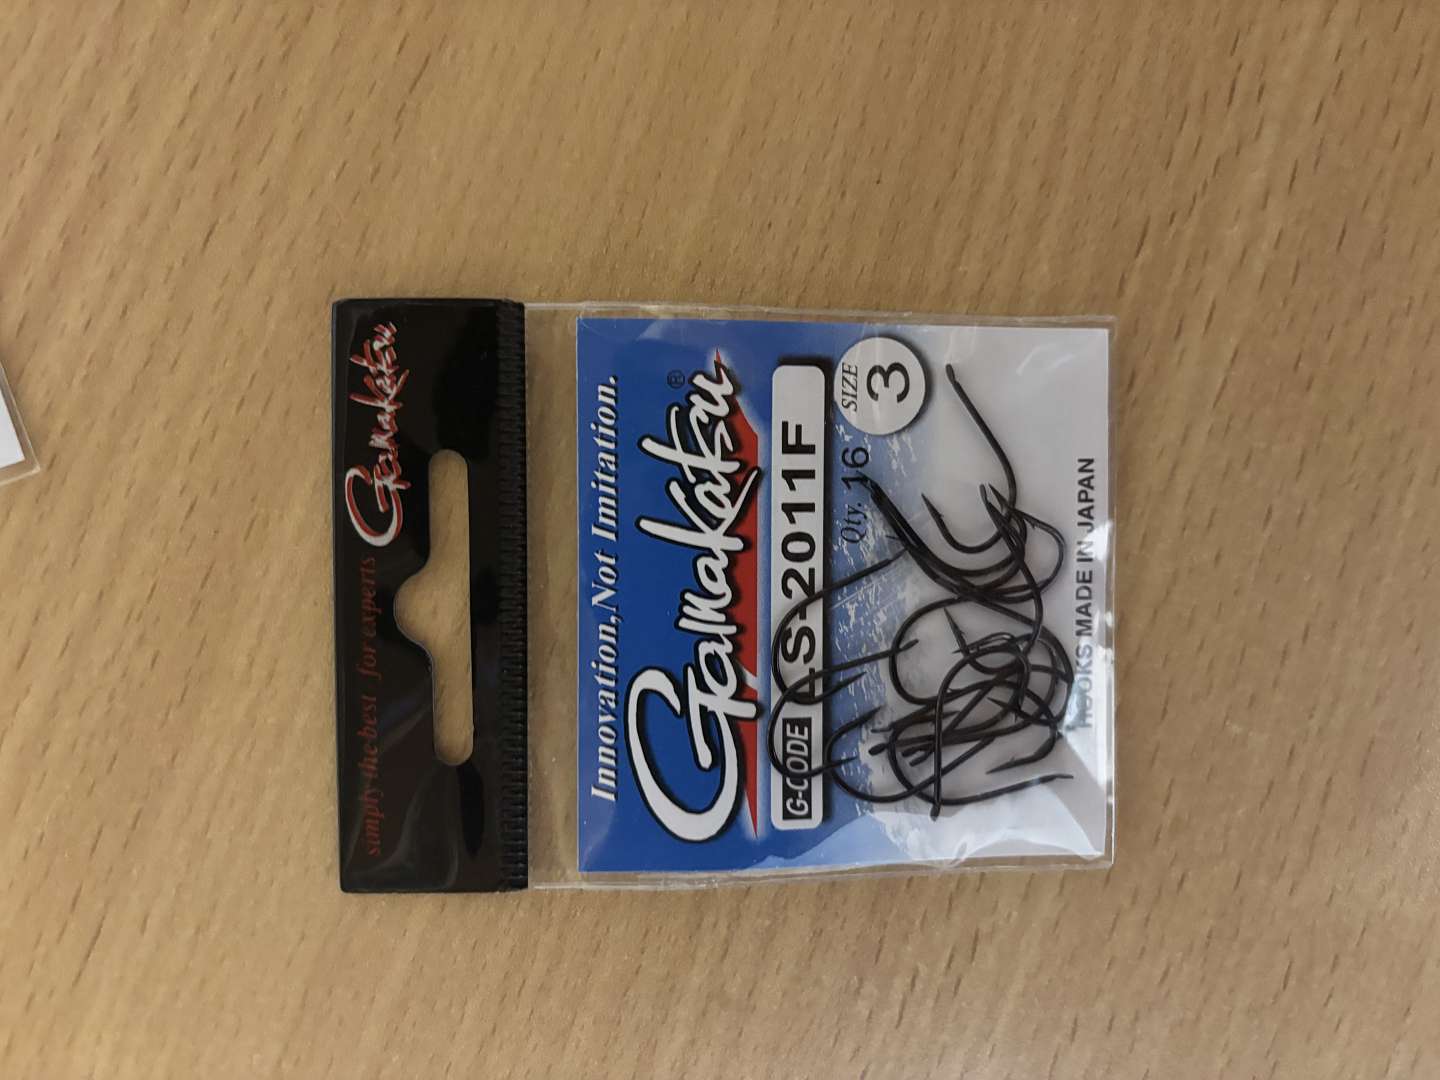 simply the best for experts Gamakatsu
Innovation, Not Imitation.
Gamakatsu®
G-CODE LS-2011F
Qty. 16 SIZE 3
HOOKS MADE IN JAPAN